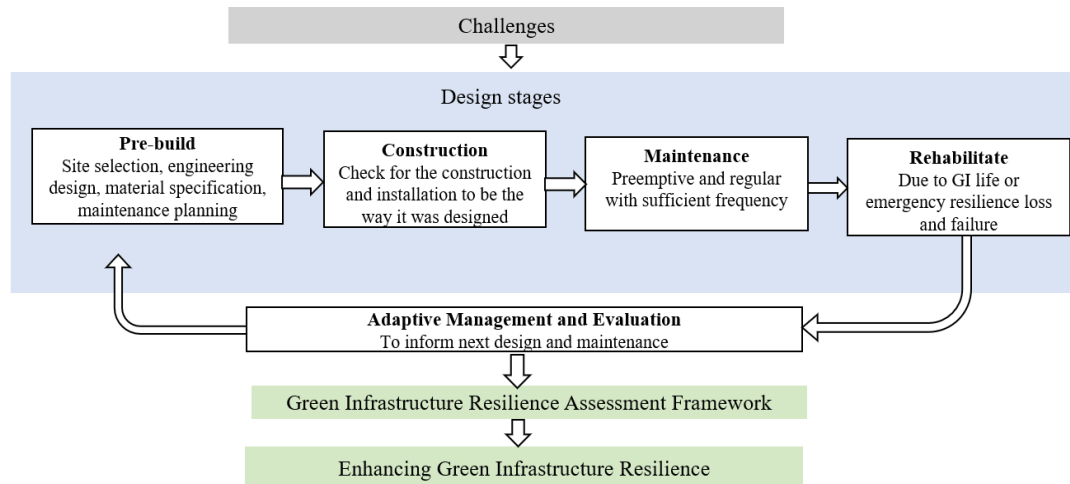 Challenges
Design stages
Pre-build
Site selection, engineering
design, material specification,
maintenance planning
Construction
Check for the construction
and installation to be the
way it was designed
Maintenance
Preemptive and regular
with sufficient frequency
Rehabilitate
Due to GI life or
emergency resilience loss
and failure
Adaptive Management and Evaluation
To inform next design and maintenance
Green Infrastructure Resilience Assessment Framework
Enhancing Green Infrastructure Resilience